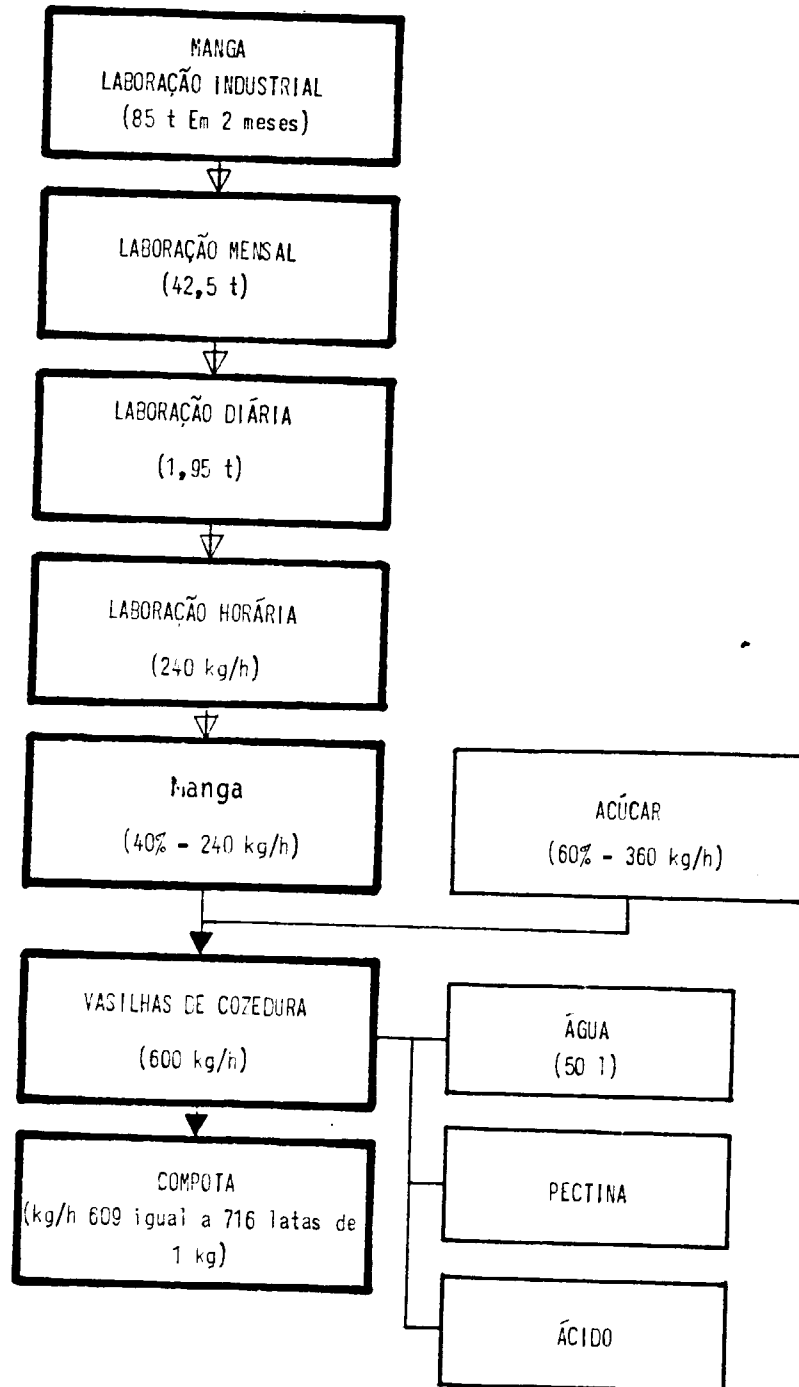 MANGA
LABORAÇÃO INDUSTRIAL
(85 t Em 2 meses)
LABORAÇÃO MENSAL
(42,5 t)
LABORAÇÃO DIÁRIA
(1,95 t)
LABORAÇÃO HORÁRIA
(240 kg/h)
Manga
(40% - 240 kg/h)
ACÚCAR
(60% - 360 kg/h)
VASILHAS DE COZEDURA
(600 kg/h)
ÁGUA
(50 l)
COMPOTA
(kg/h 609 igual a 716 latas de
1 kg)
PECTINA
ÁCIDO